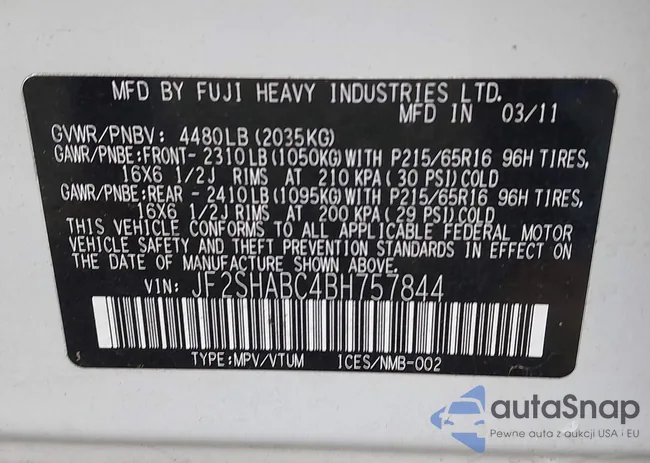 MFD BY FUJI HEAVY INDUSTRIES LTD.
MFD IN 03/11
GVWR/PNBV: 4480LB(2035KG)
GAWR/PNBE:FRONT- 2310LB(1050KG)WITH P215/65R16 96H TIRES,
16X6 1/2J RIMS AT 210 KPA(30 PSI)COLD
GAWR/PNBE:REAR - 2410LB(1095KG)WITH P215/65R16 96H TIRES,
16X6 1/2J RIMS AT 200 KPA(29 PSI)COLD
THIS VEHICLE CONFORMS TO ALL APPLICABLE FEDERAL MOTOR
VEHICLE SAFETY AND THEFT PREVENTION STANDARDS IN EFFECT ON
THE DATE OF MANUFACTURE SHOWN ABOVE.
VIN: JF2SHABC4BH757844
TYPE:MPV/VTUM ICES/NMB-002
autaSnap
Pewne auta z aukcji USA i EU